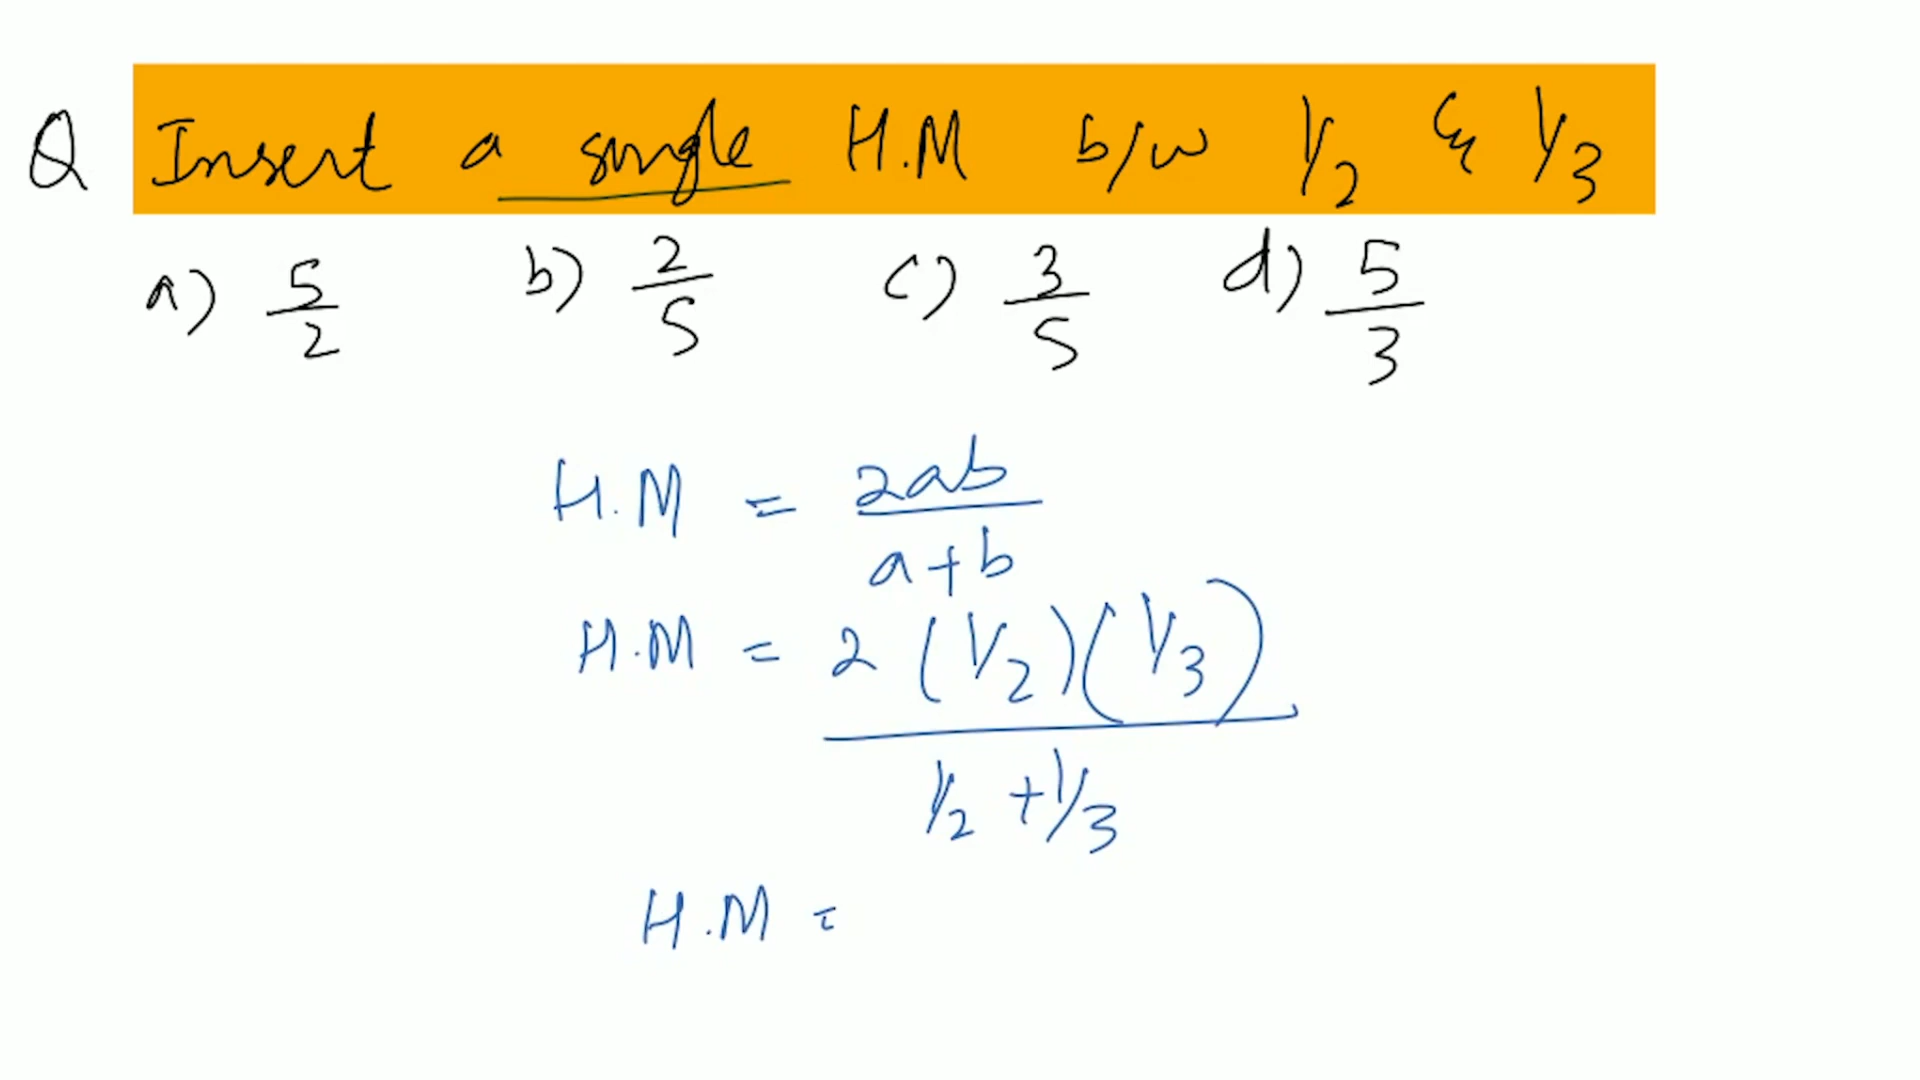 Q Insert a single H.M b/w 1/2 & 1/3
a) 5/2 b) 2/5 c) 3/5 d) 5/3
H.M = 2ab/a+b
H.M = 2 (1/2)(1/3)/1/2 + 1/3
H.M =